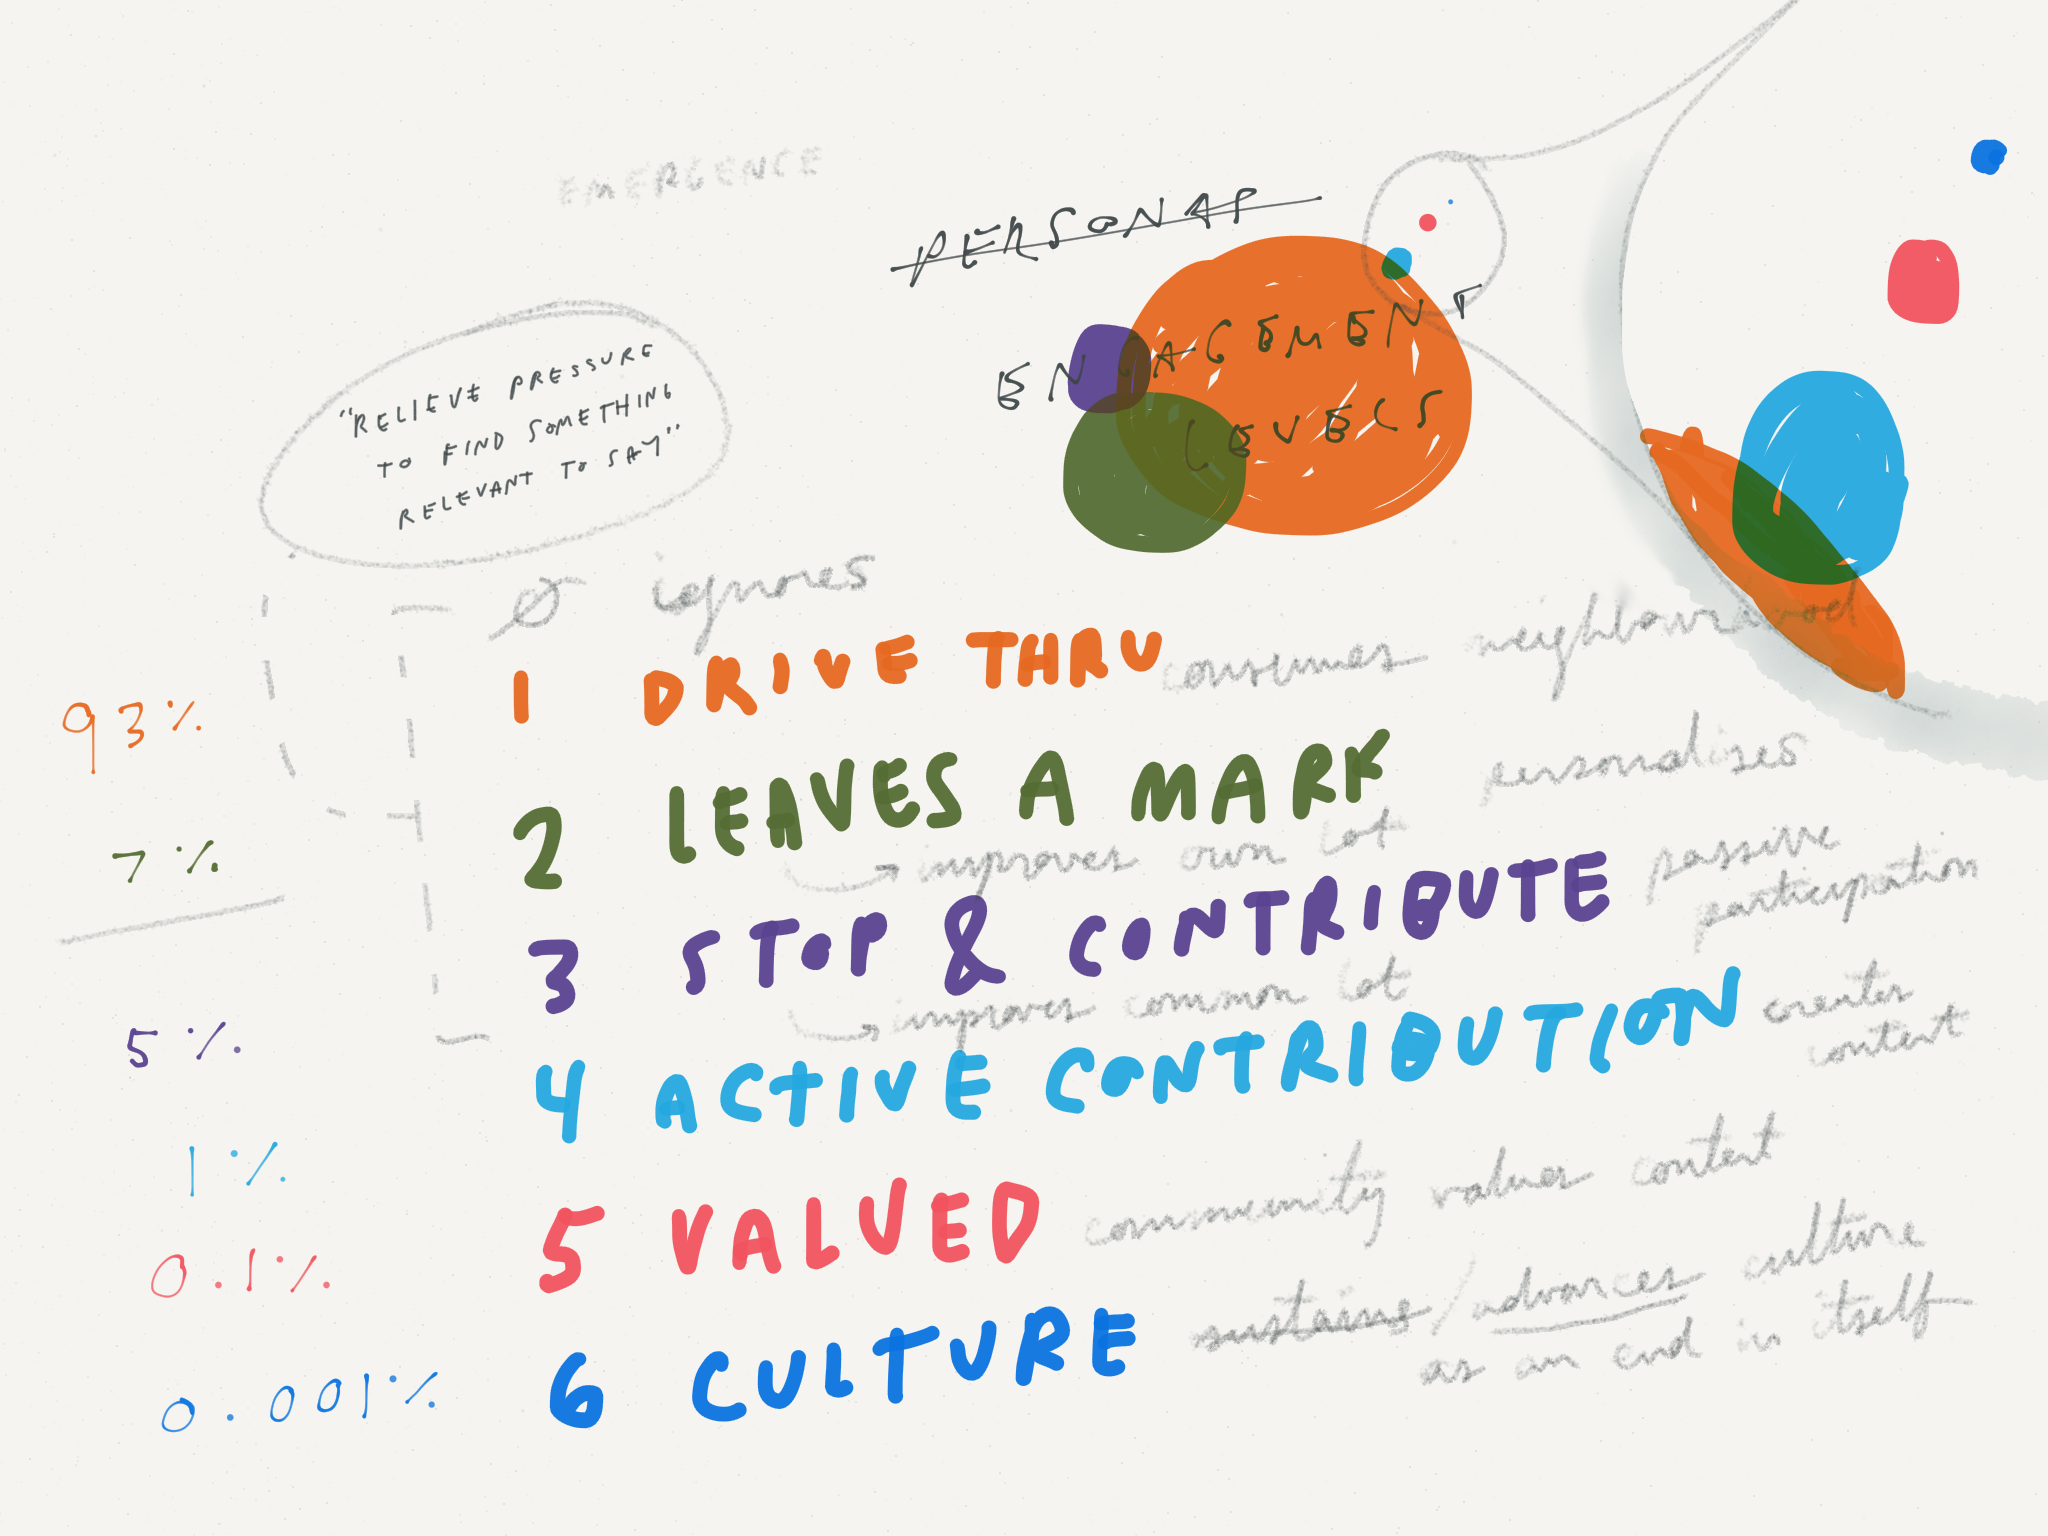 EMERGENCE
PERSONAS
ENGAGEMENT
LEVELS
"RELIEVE PRESSURE
TO FIND SOMETHING
RELEVANT TO SAY"
Ø ignores
93% 1 DRIVE THRU consumes neighbourhood
7% 2 LEAVES A MARK personalises
→ improves own lot
5% 3 STOP & CONTRIBUTE passive participation
→ improves common lot
1% 4 ACTIVE CONTRIBUTION creates content
0.1% 5 VALUED community values content
0.001% 6 CULTURE sustains / advances culture
as an end in itself